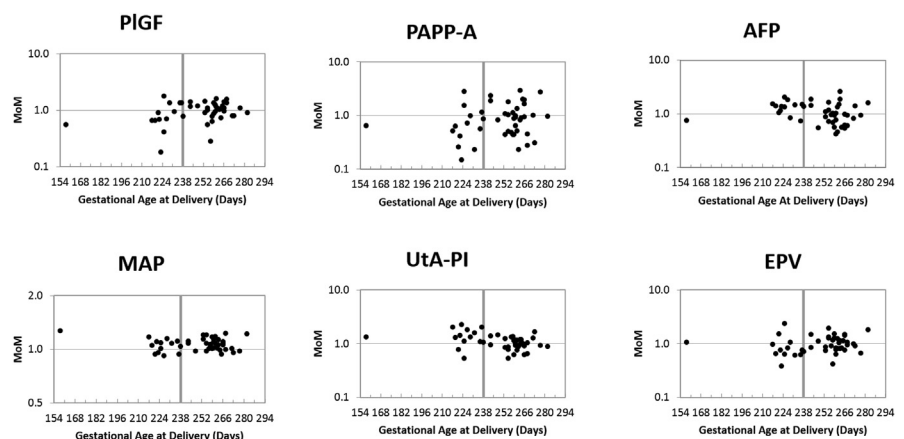 PlGF
10.0
1.0
0.1
MoM
154 168 182 196 210 224 238 252 266 280 294
Gestational Age at Delivery (Days)
PAPP-A
10.0
1.0
0.1
MoM
154 168 182 196 210 224 238 252 266 280 294
Gestational Age at Delivery (Days)
AFP
10.0
1.0
0.1
MoM
154 168 182 196 210 224 238 252 266 280 294
Gestational Age At Delivery (Days)
MAP
2.0
1.0
0.5
MoM
154 168 182 196 210 224 238 252 266 280 294
Gestational Age at Delivery (Days)
UtA-PI
10.0
1.0
0.1
MoM
154 168 182 196 210 224 238 252 266 280 294
Gestational Age at Delivery (Days)
EPV
10.0
1.0
0.1
MoM
154 168 182 196 210 224 238 252 266 280 294
Gestational Age at Delivery (Days)